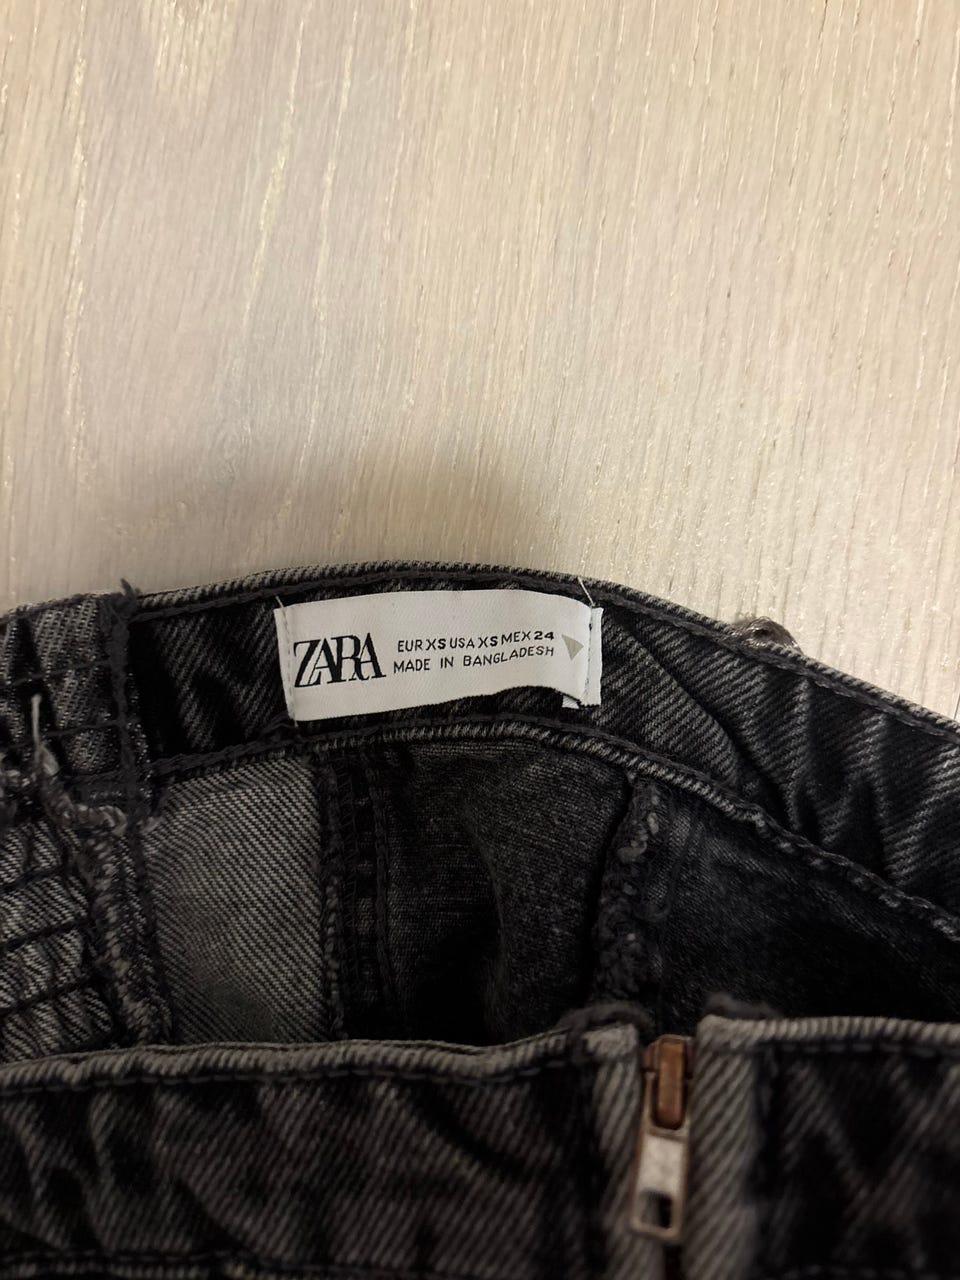 ZARA
EUR XS USA XS MEX 24
MADE IN BANGLADESH